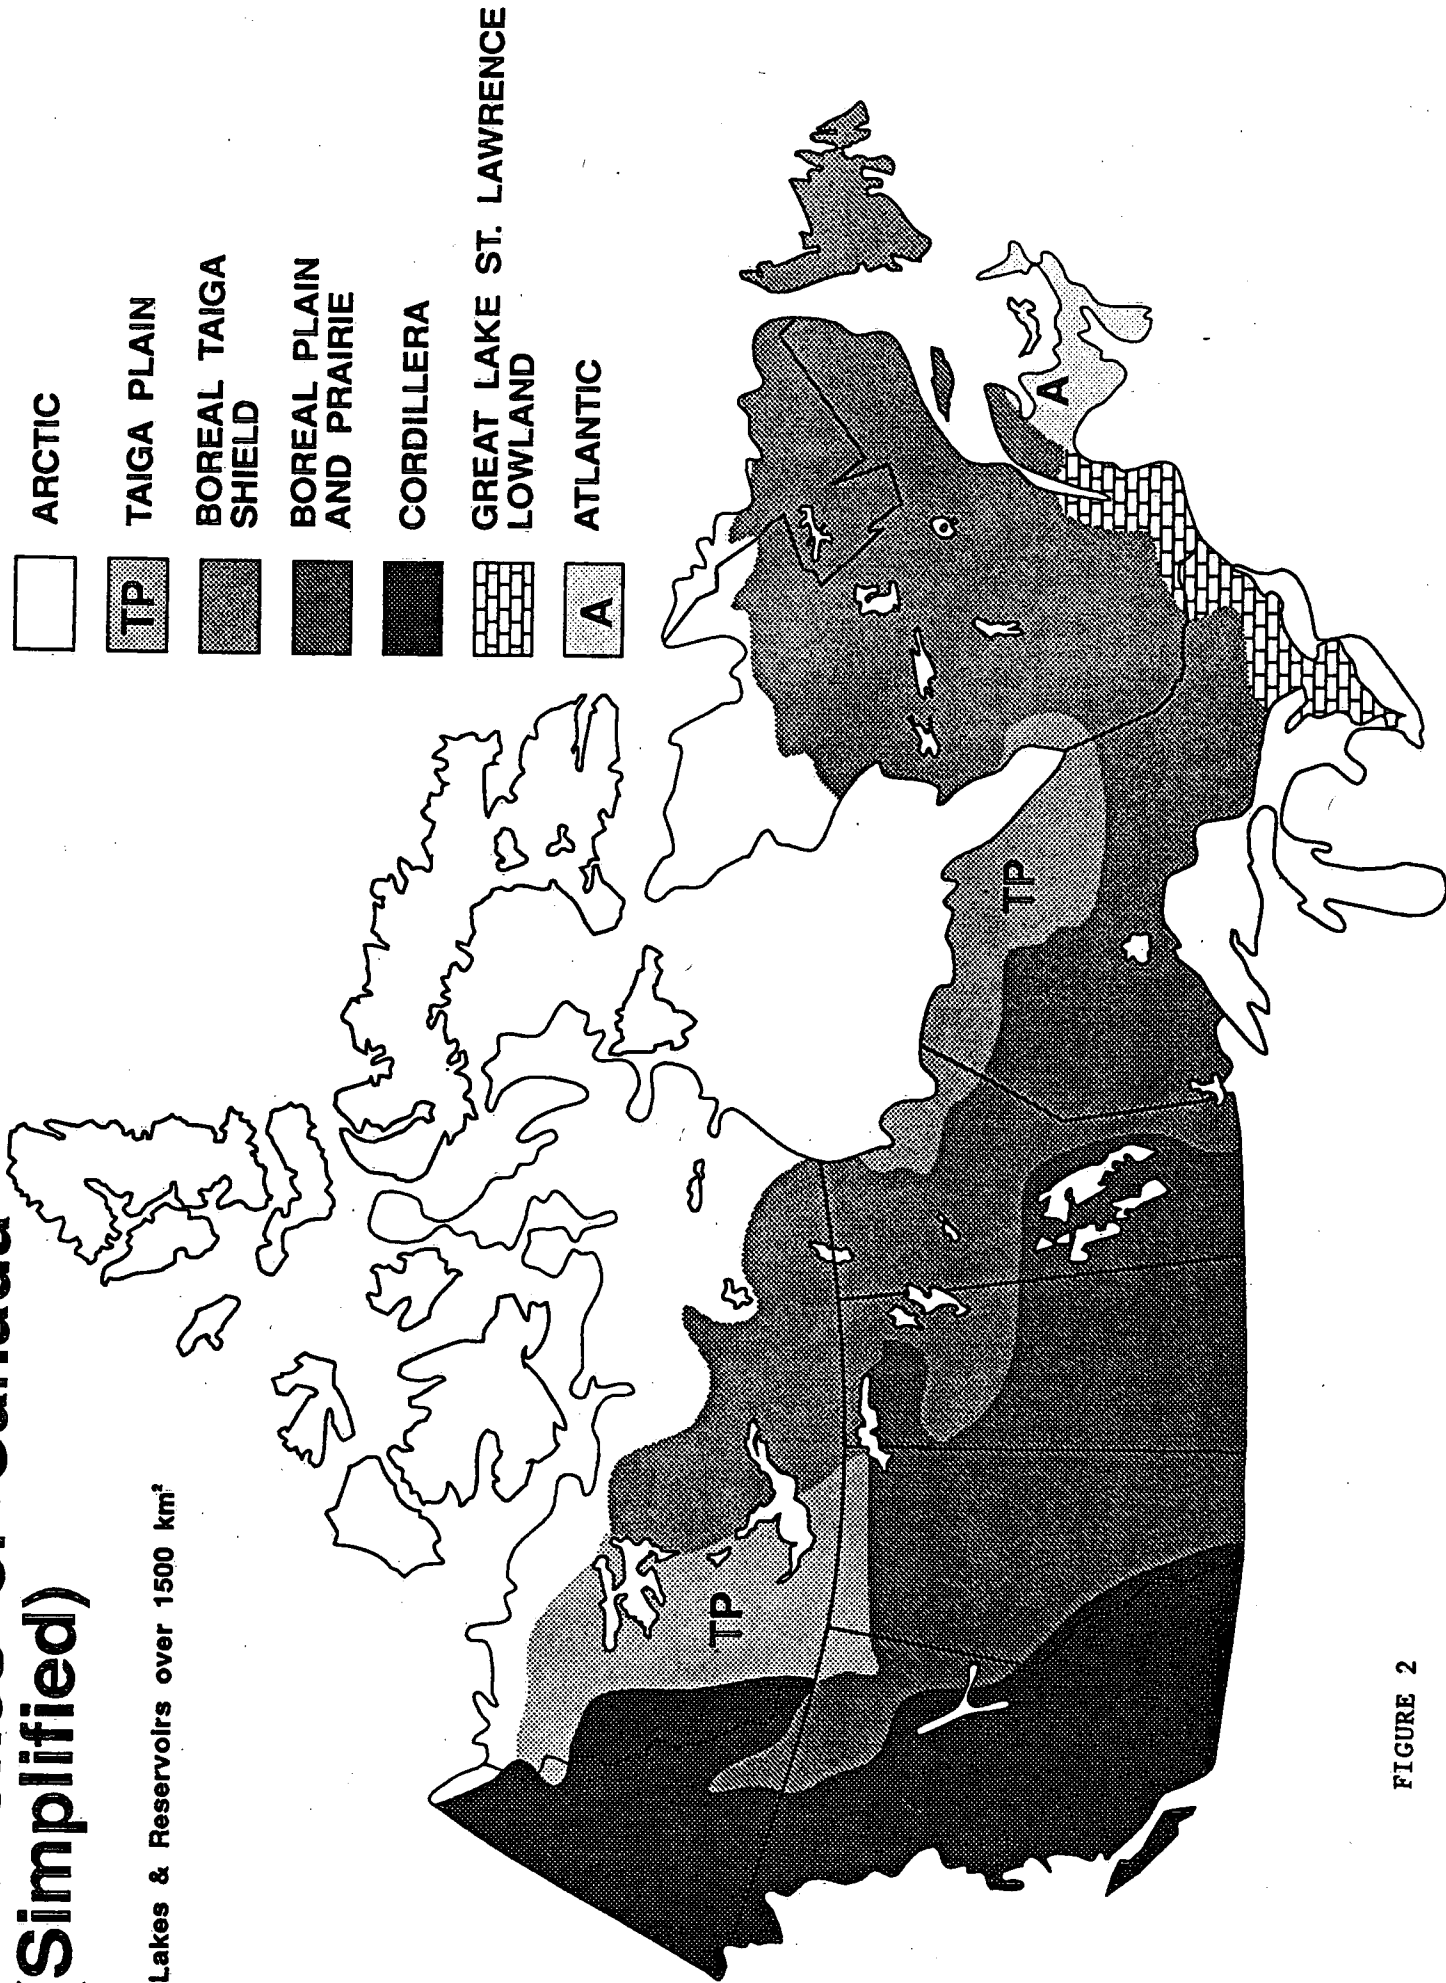 Canada
(Simplified)
Lakes & Reservoirs over 1500 km²
ARCTIC
TP
TAIGA PLAIN
BOREAL TAIGA
SHIELD
BOREAL PLAIN
AND PRAIRIE
CORDILLERA
GREAT LAKE ST. LAWRENCE
LOWLAND
A
ATLANTIC
TP
TP
A
FIGURE 2